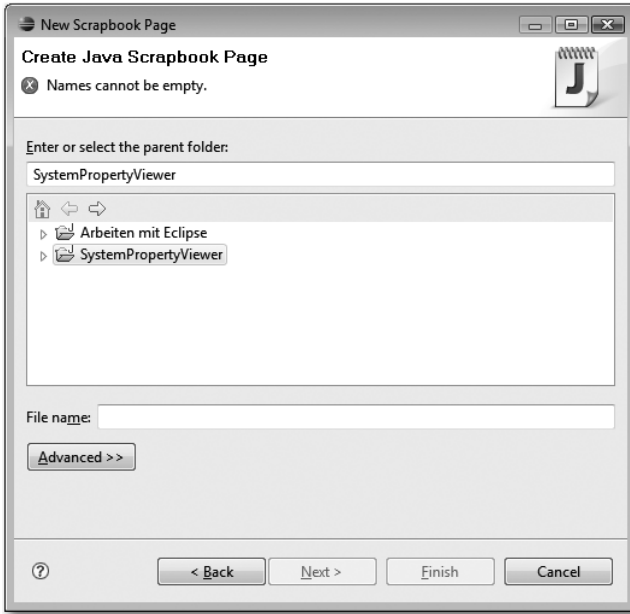 New Scrapbook Page
Create Java Scrapbook Page
Names cannot be empty.
J
Enter or select the parent folder:
SystemPropertyViewer
Arbeiten mit Eclipse
SystemPropertyViewer
File name:
Advanced >>
? < Back Next > Finish Cancel